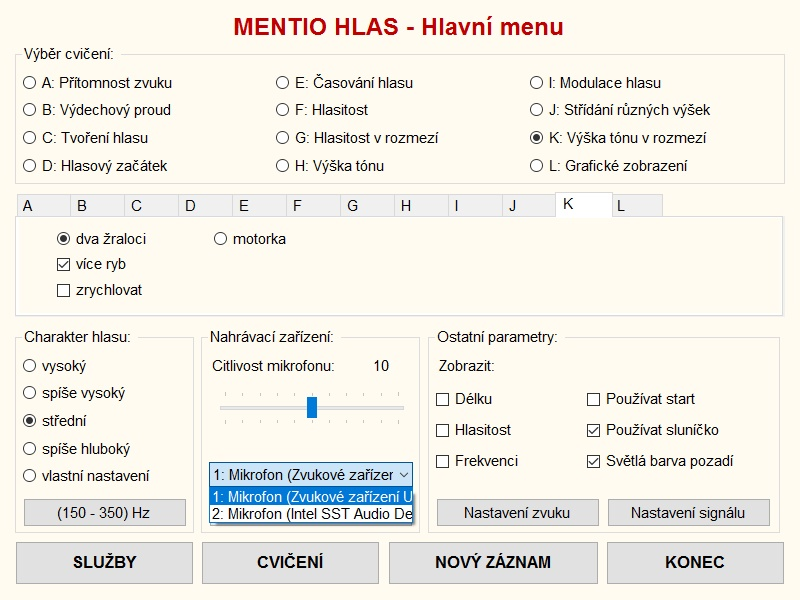 MENTIO HLAS - Hlavní menu
Výběr cvičení:
A: Přítomnost zvuku
E: Časování hlasu
I: Modulace hlasu
B: Výdechový proud
F: Hlasitost
J: Střídání různých výšek
C: Tvoření hlasu
G: Hlasitost v rozmezí
K: Výška tónu v rozmezí
D: Hlasový začátek
H: Výška tónu
L: Grafické zobrazení
A B C D E F G H I J K L
dva žraloci
motorka
více ryb
zrychlovat
Charakter hlasu:
vysoký
spíše vysoký
střední
spíše hluboký
vlastní nastavení
(150 - 350) Hz
Nahrávací zařízení:
Citlivost mikrofonu: 10
1: Mikrofon (Zvukové zařízer
1: Mikrofon (Zvukové zařízení U
2: Mikrofon (Intel SST Audio De
Ostatní parametry:
Zobrazit:
Délku
Používat start
Hlasitost
Používat sluníčko
Frekvenci
Světlá barva pozadí
Nastavení zvuku
Nastavení signálu
SLUŽBY
CVIČENÍ
NOVÝ ZÁZNAM
KONEC